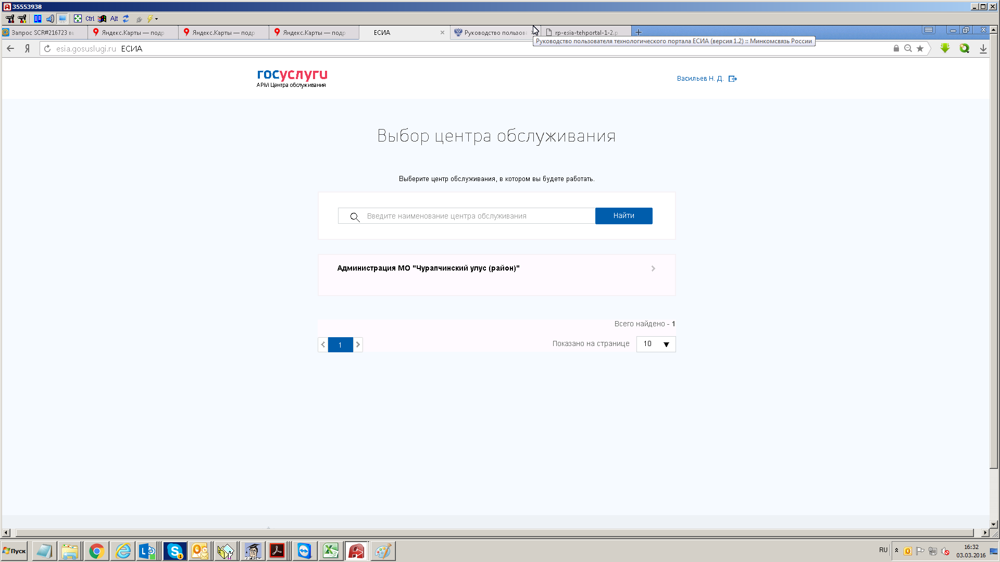 35553938
Ctrl Alt
Запрос SCR#216723 вы
Яндекс.Карты — подр
Яндекс.Карты — подр
Яндекс.Карты — подр
ЕСИА
Руководство пользова
rp-esia-tehportal-1-2.p
Руководство пользователя технологического портала ЕСИА (версия 1.2) :: Минкомсвязь России
Я esia.gosuslugi.ru ЕСИА
госуслуги
АРМ Центра обслуживания
Васильев Н. Д.
Выбор центра обслуживания
Выберите центр обслуживания, в котором вы будете работать.
Введите наименование центра обслуживания
Найти
Администрация МО "Чурапчинский улус (район)"
Всего найдено - 1
1
Показано на странице 10
Пуск
RU
16:32
03.03.2016